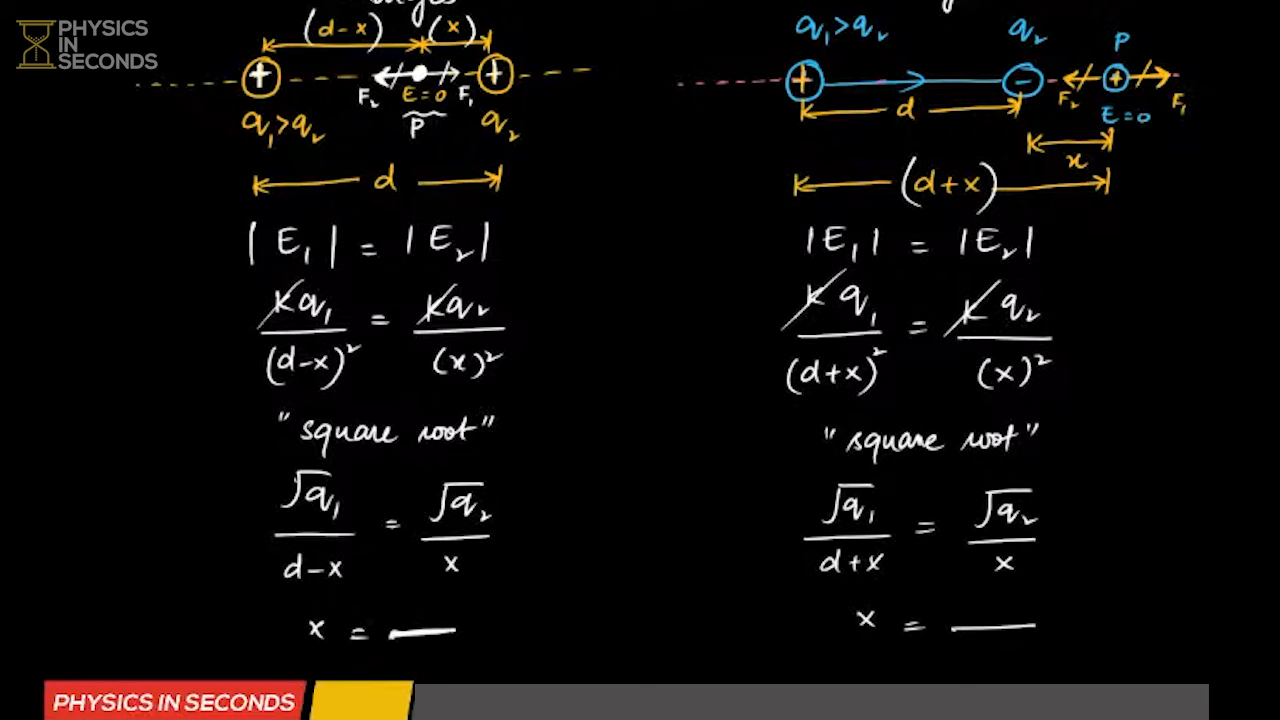 PHYSICS
IN
SECONDS
(d-x) (x)
+ +
F₂ E=0 F₁
P
q₁>q₂ q₂
d
|E₁| = |E₂|
Kq₁/(d-x)² = Kq₂/(x)²
"square root"
√q₁/d-x = √q₂/x
x = __
q₁>q₂ q₂ P
+ - +
F₂ F₁
d E=0
x
(d+x)
|E₁| = |E₂|
Kq₁/(d+x)² = Kq₂/(x)²
"square root"
√q₁/d+x = √q₂/x
x = __
PHYSICS IN SECONDS